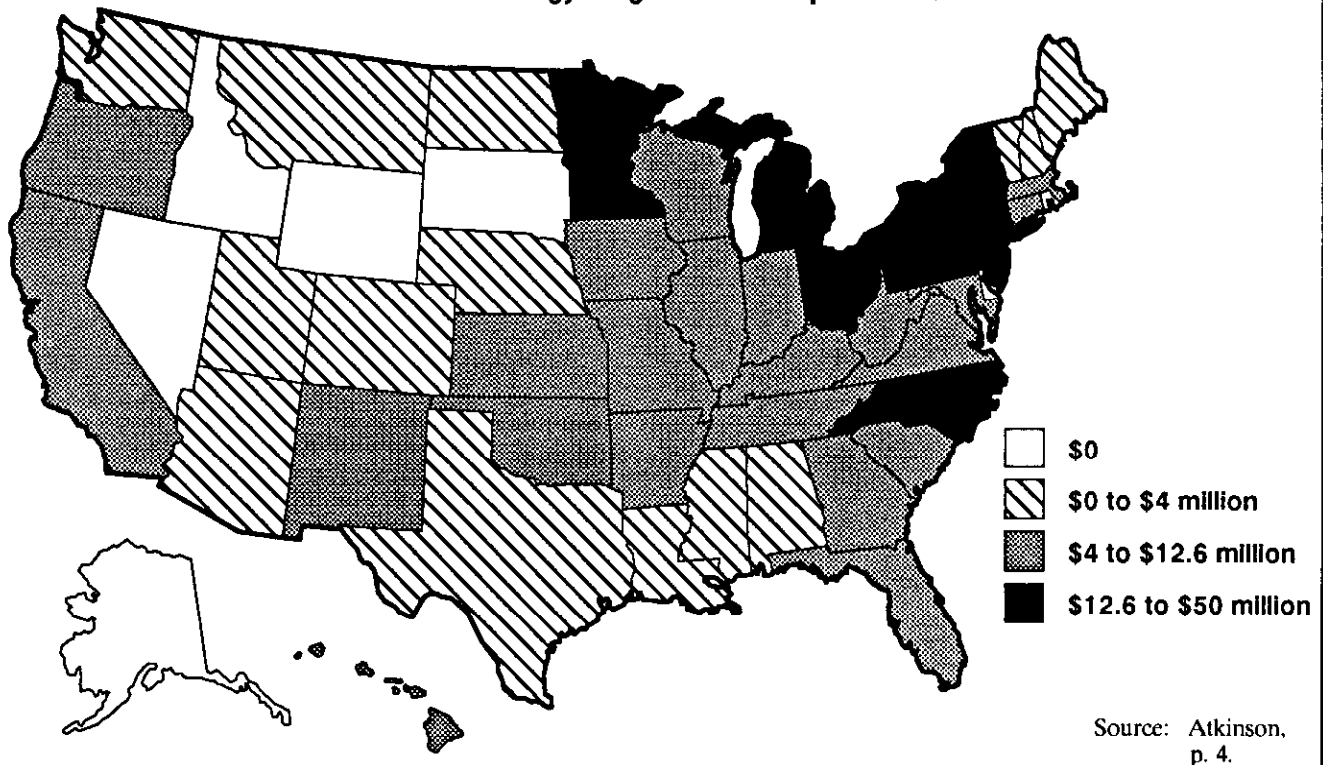 $0
$0 to $4 million
$4 to $12.6 million
$12.6 to $50 million
Source: Atkinson,
p. 4.